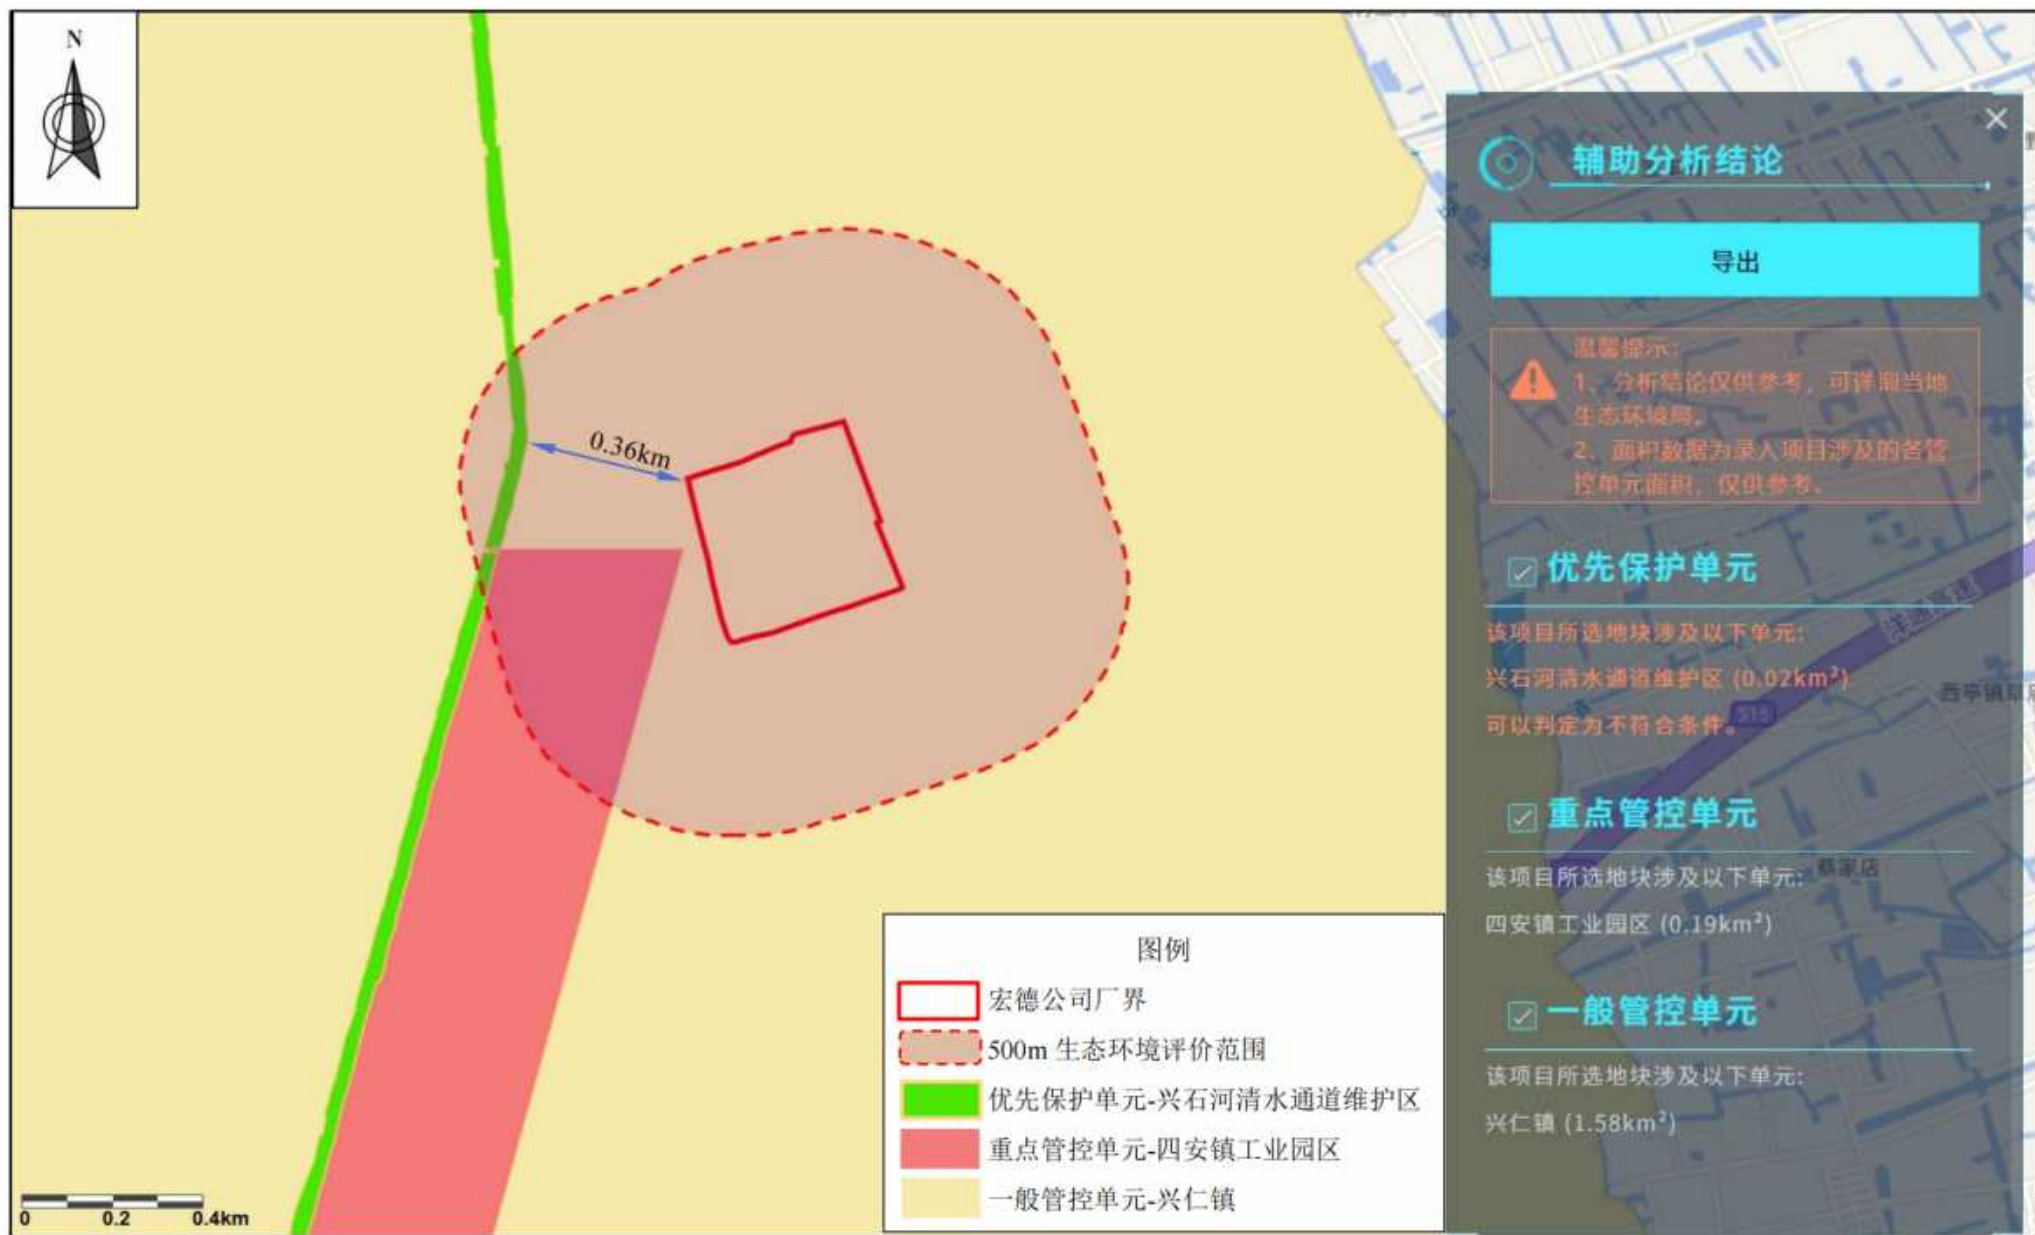 N
0.36km
0
0.2
0.4km
图例
宏德公司厂界
500m 生态环境评价范围
优先保护单元-兴石河清水通道维护区
重点管控单元-四安镇工业园区
一般管控单元-兴仁镇
辅助分析结论
导出
温馨提示：
1、分析结论仅供参考，可详询当地
生态环境局。
2、面积数据为录入项目涉及的各管
控单元面积，仅供参考。
优先保护单元
该项目所选地块涉及以下单元:
兴石河清水通道维护区 (0.02km²)
可以判定为不符合条件。
重点管控单元
该项目所选地块涉及以下单元:
四安镇工业园区 (0.19km²)
一般管控单元
该项目所选地块涉及以下单元:
兴仁镇 (1.58km²)
洋通高速
S15
蔡家店